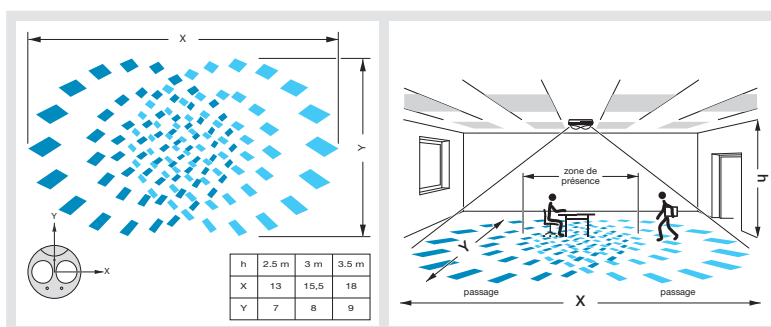 X
Y
Y
X
h 2.5 m 3 m 3.5 m
X 13 15,5 18
Y 7 8 9
zone de
présence
h
Y
passage
X
passage